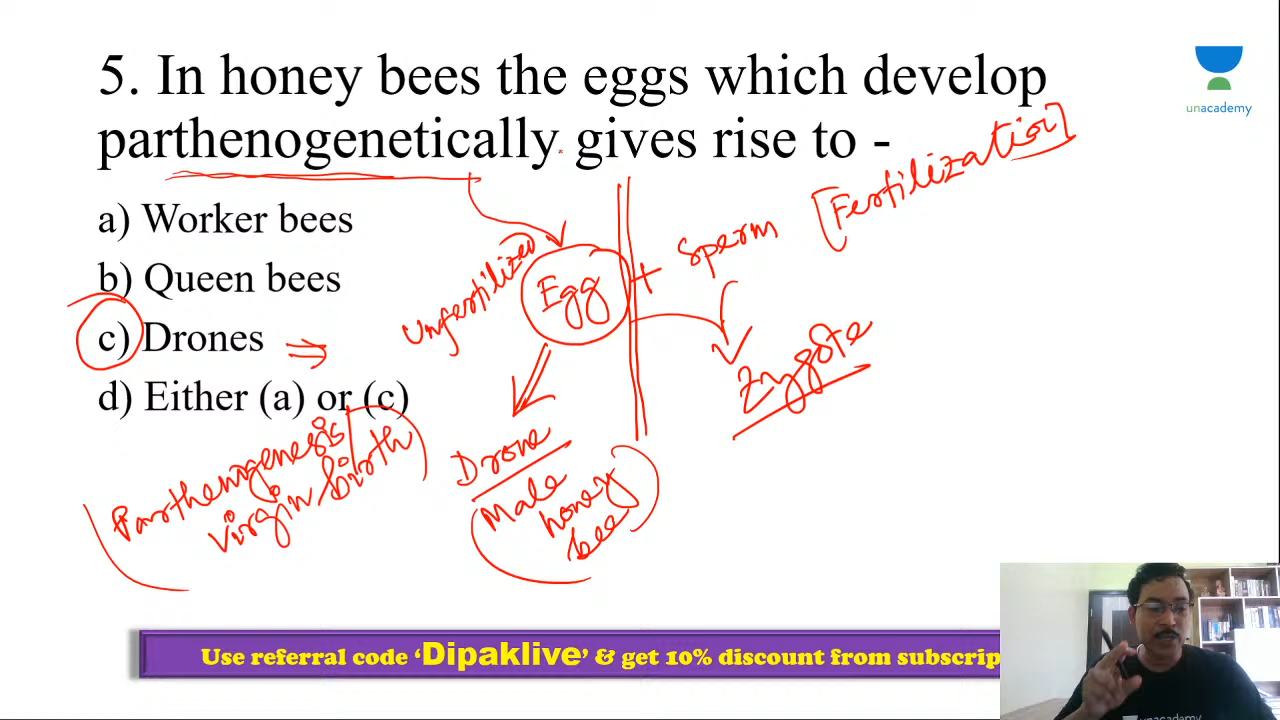 5. In honey bees the eggs which develop
parthenogenetically gives rise to -
unacademy
[Fertilization]
a) Worker bees
b) Queen bees
c) Drones
d) Either (a) or (c)
Unfertilized
Egg + Sperm
Zygote
Drone
Male
honey
bee
Parthenogenesis/
virgin birth
Use referral code ‘Dipaklive’ & get 10% discount from subscrip
unacademy